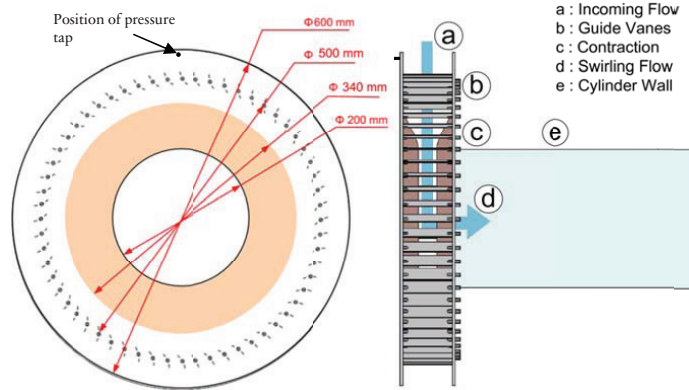 Position of pressure
tap
Φ600 mm
Φ 500 mm
Φ 340 mm
Φ 200 mm
a
b
c
e
d
a : Incoming Flow
b : Guide Vanes
c : Contraction
d : Swirling Flow
e : Cylinder Wall